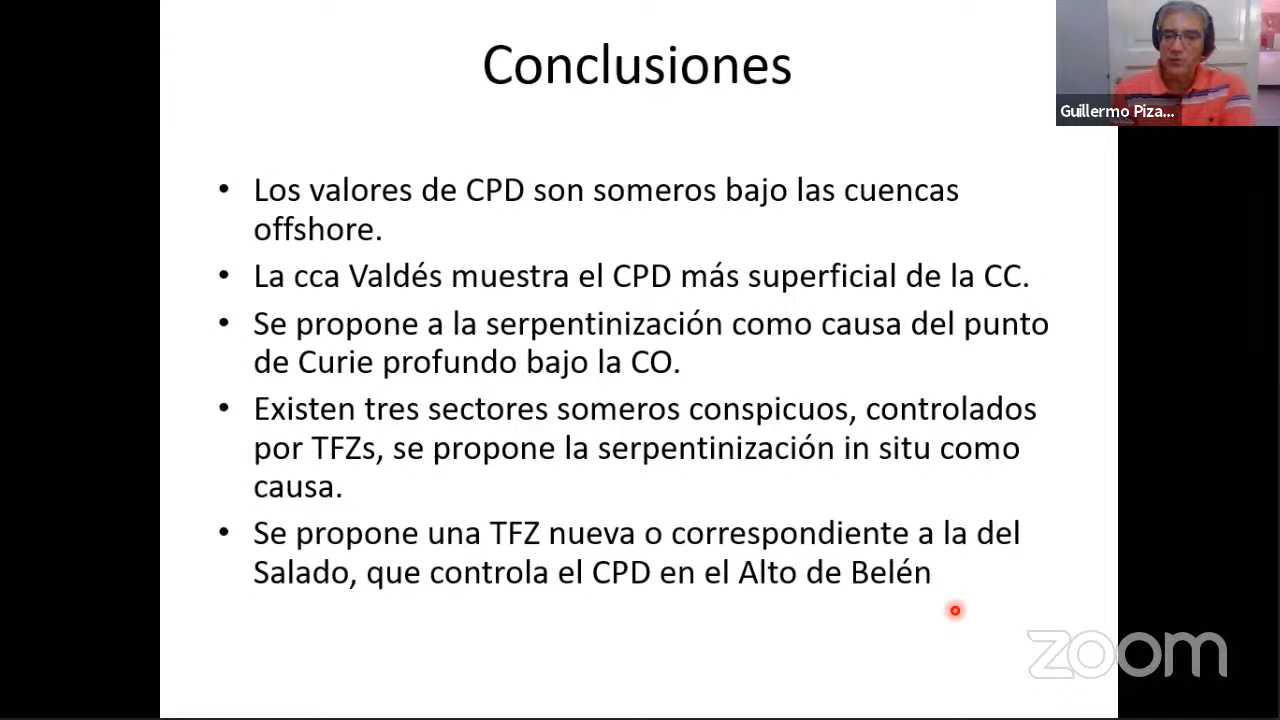 Conclusiones
Guillermo Piza...
• Los valores de CPD son someros bajo las cuencas
offshore.
• La cca Valdés muestra el CPD más superficial de la CC.
• Se propone a la serpentinización como causa del punto
de Curie profundo bajo la CO.
• Existen tres sectores someros conspicuos, controlados
por TFZs, se propone la serpentinización in situ como
causa.
• Se propone una TFZ nueva o correspondiente a la del
Salado, que controla el CPD en el Alto de Belén
zoom